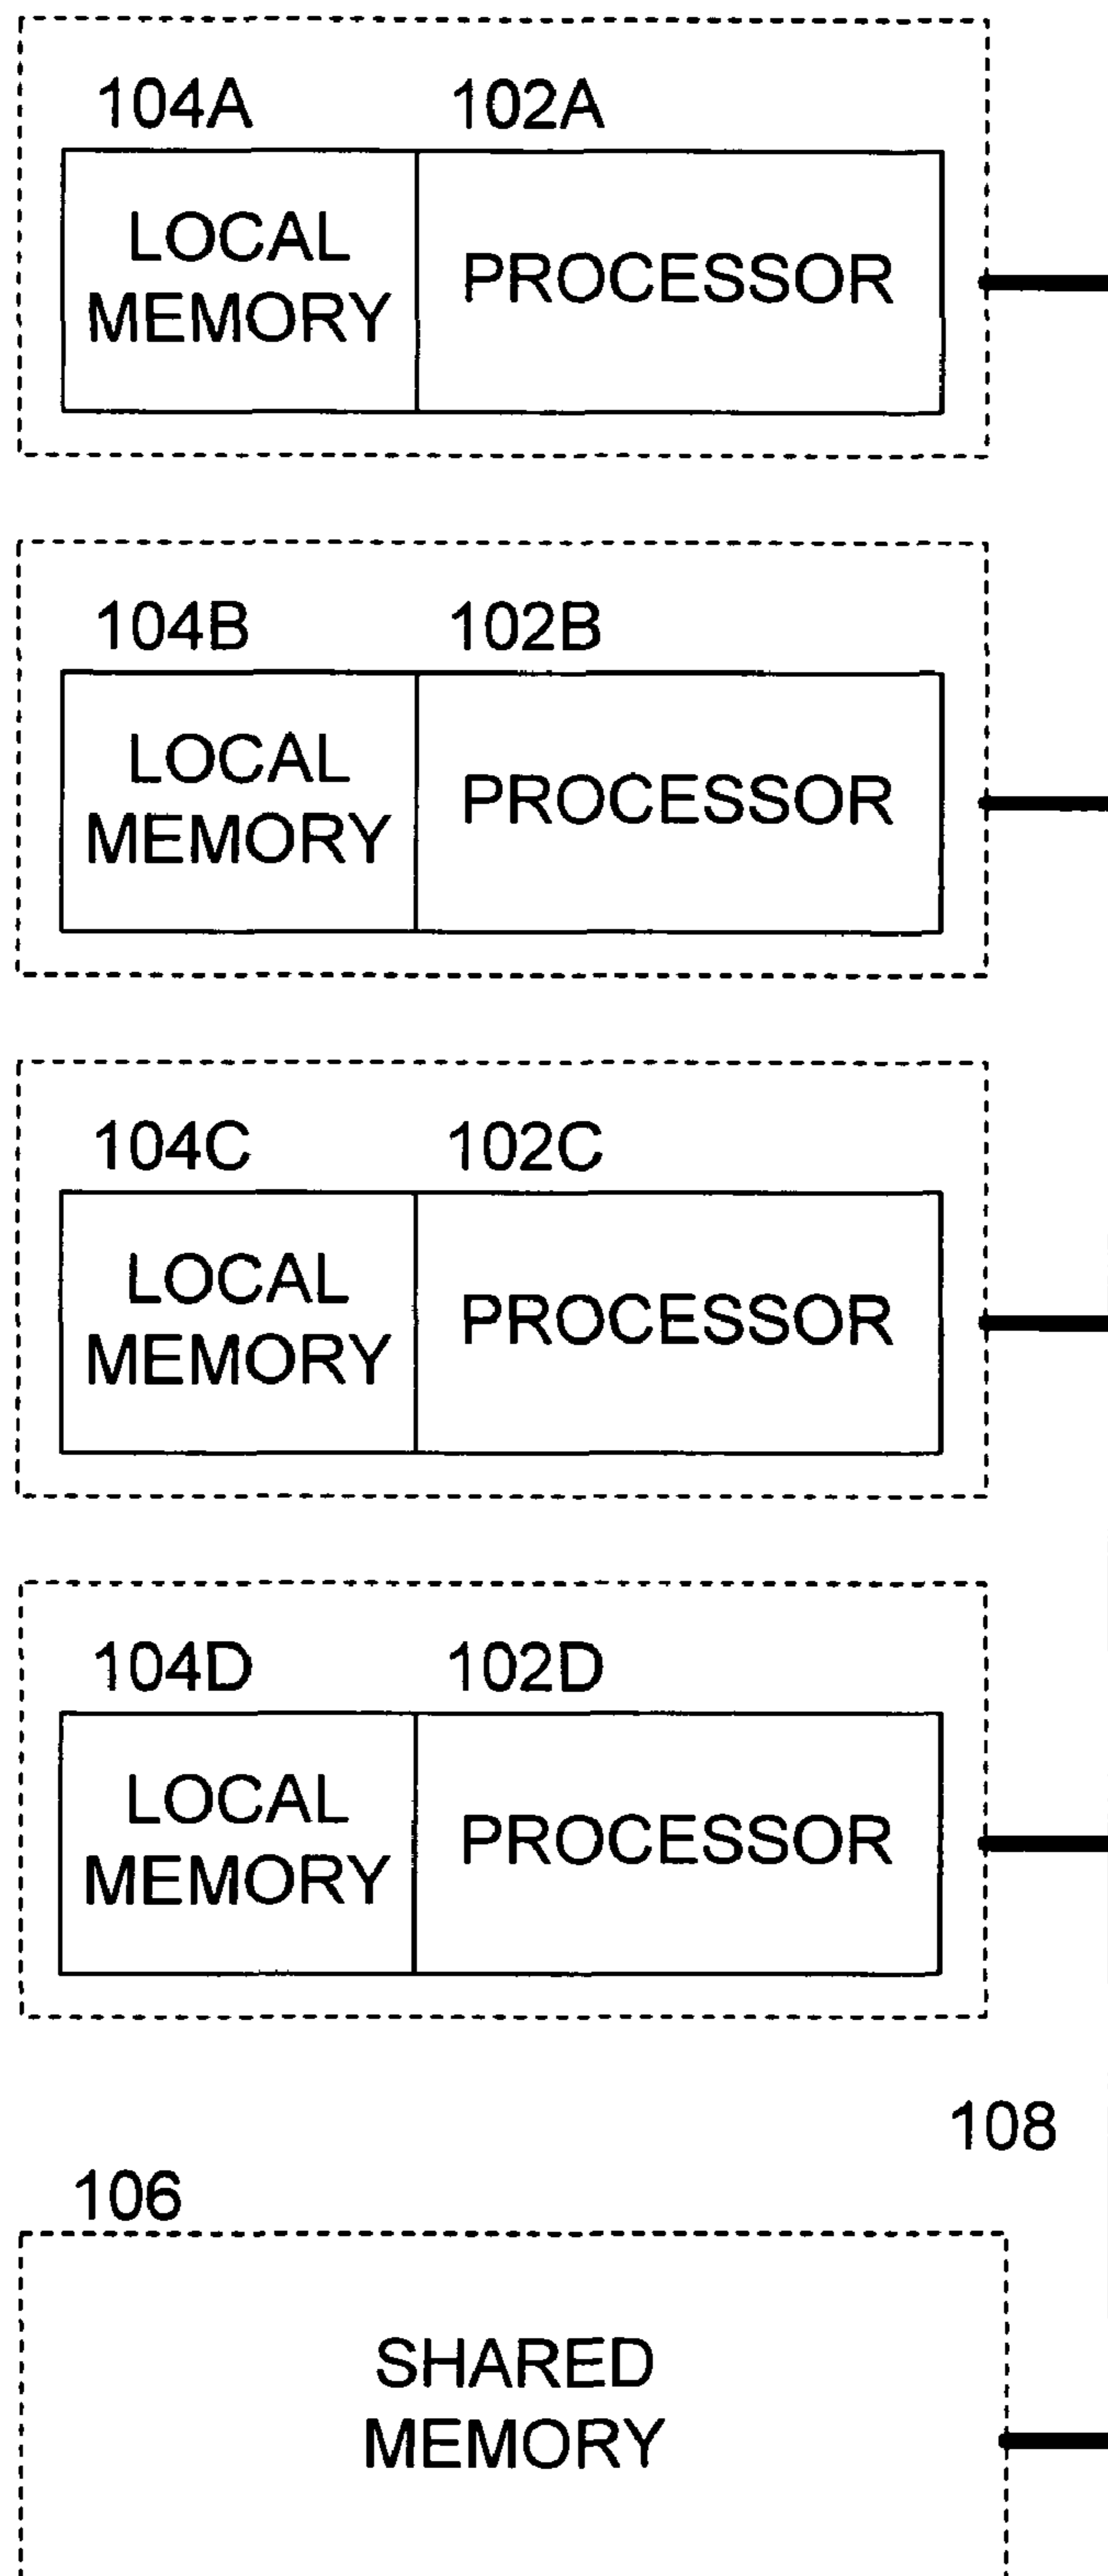 104A 102A
LOCAL
MEMORY
PROCESSOR
104B 102B
LOCAL
MEMORY
PROCESSOR
104C 102C
LOCAL
MEMORY
PROCESSOR
104D 102D
LOCAL
MEMORY
PROCESSOR
108
106
SHARED
MEMORY